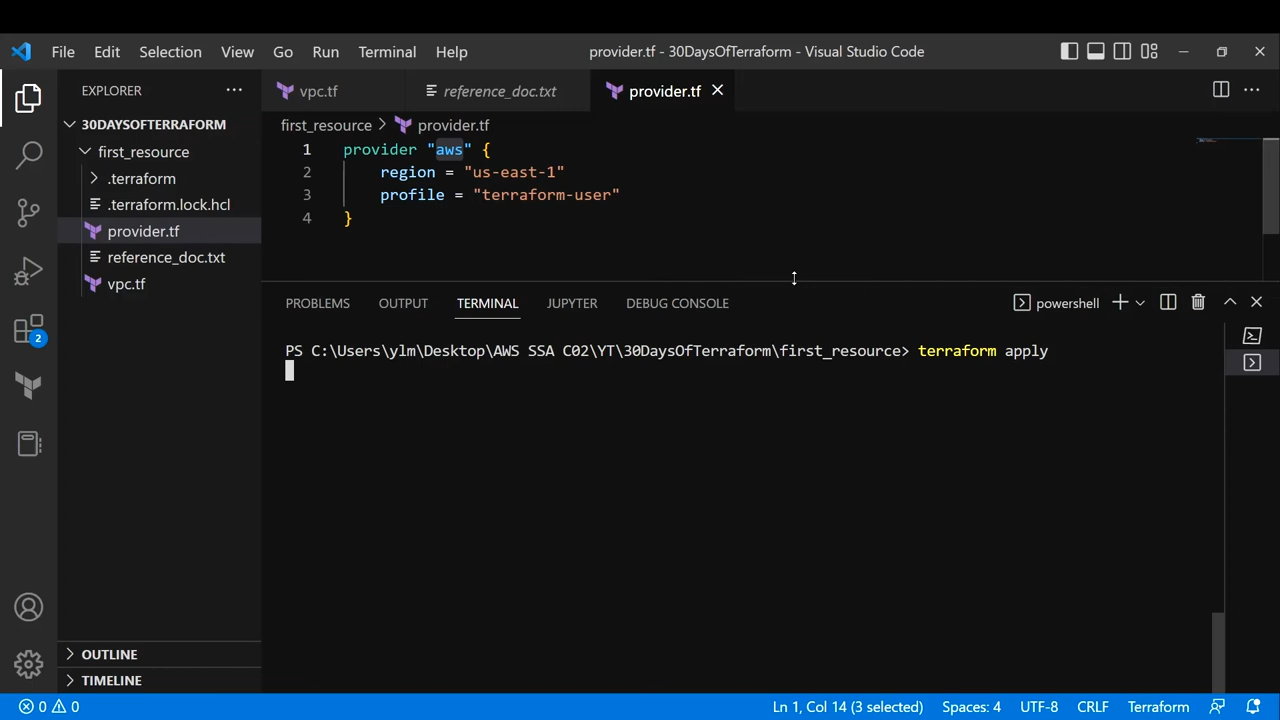 File Edit Selection View Go Run Terminal Help provider.tf - 30DaysOfTerraform - Visual Studio Code
EXPLORER
vpc.tf reference_doc.txt provider.tf
30DAYSOFTERRAFORM
first_resource
.terraform
.terraform.lock.hcl
provider.tf
reference_doc.txt
vpc.tf
first_resource > provider.tf
1 provider "aws" {
2 region = "us-east-1"
3 profile = "terraform-user"
4 }
PROBLEMS OUTPUT TERMINAL JUPYTER DEBUG CONSOLE powershell
PS C:\Users\ylm\Desktop\AWS SSA C02\YT\30DaysOfTerraform\first_resource> terraform apply
2
OUTLINE
TIMELINE
0 0 Ln 1, Col 14 (3 selected) Spaces: 4 UTF-8 CRLF Terraform